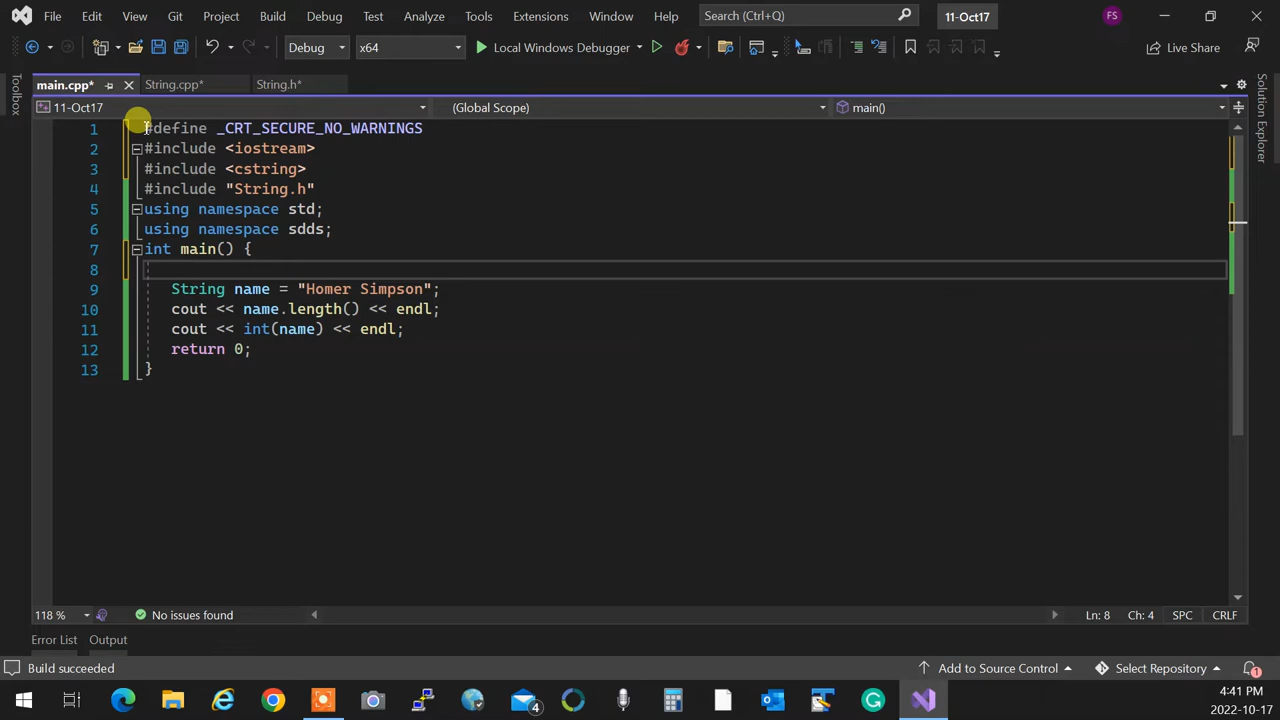 File Edit View Git Project Build Debug Test Analyze Tools Extensions Window Help Search (Ctrl+Q) 11-Oct17 FS
Debug x64 Local Windows Debugger Live Share
main.cpp* String.cpp* String.h*
Toolbox
Solution Explorer
11-Oct17 (Global Scope) main()
1 #define _CRT_SECURE_NO_WARNINGS
2 #include <iostream>
3 #include <cstring>
4 #include "String.h"
5 using namespace std;
6 using namespace sdds;
7 int main() {
8
9 String name = "Homer Simpson";
10 cout << name.length() << endl;
11 cout << int(name) << endl;
12 return 0;
13 }
118 % No issues found Ln: 8 Ch: 4 SPC CRLF
Error List Output
Build succeeded Add to Source Control Select Repository 1
4
4:41 PM
2022-10-17